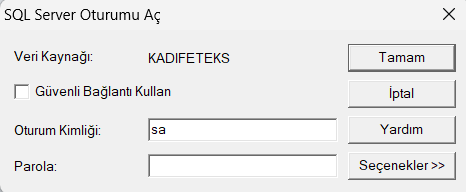 SQL Server Oturumu Aç
Veri Kaynağı: KADIFETEKS Tamam
Güvenli Bağlantı Kullan İptal
Oturum Kimliği: sa Yardım
Parola: Seçenekler >>